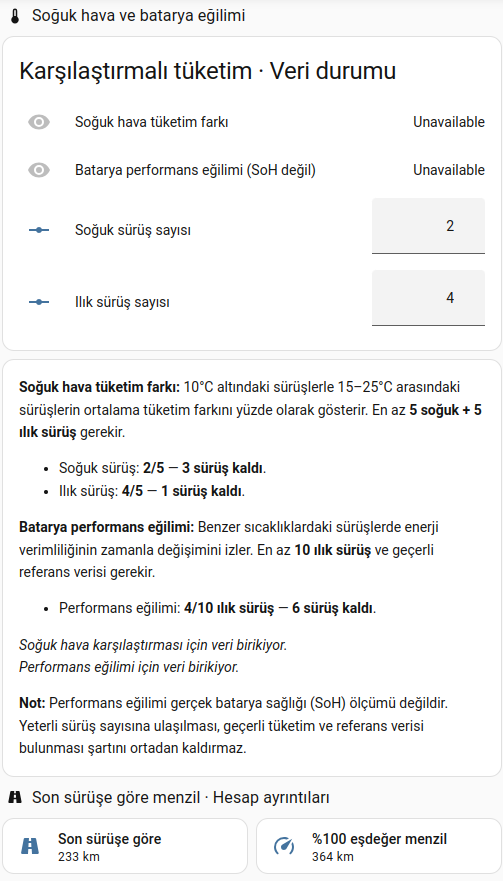 Soğuk hava ve batarya eğilimi
Karşılaştırmalı tüketim · Veri durumu
Soğuk hava tüketim farkı Unavailable
Batarya performans eğilimi (SoH değil) Unavailable
Soğuk sürüş sayısı 2
Ilık sürüş sayısı 4
Soğuk hava tüketim farkı: 10°C altındaki sürüşlerle 15–25°C arasındaki
sürüşlerin ortalama tüketim farkını yüzde olarak gösterir. En az 5 soğuk + 5
ılık sürüş gerekir.
• Soğuk sürüş: 2/5 — 3 sürüş kaldı.
• Ilık sürüş: 4/5 — 1 sürüş kaldı.
Batarya performans eğilimi: Benzer sıcaklıklardaki sürüşlerde enerji
verimliliğinin zamanla değişimini izler. En az 10 ılık sürüş ve geçerli
referans verisi gerekir.
• Performans eğilimi: 4/10 ılık sürüş — 6 sürüş kaldı.
Soğuk hava karşılaştırması için veri birikiyor.
Performans eğilimi için veri birikiyor.
Not: Performans eğilimi gerçek batarya sağlığı (SoH) ölçümü değildir.
Yeterli sürüş sayısına ulaşılması, geçerli tüketim ve referans verisi
bulunması şartını ortadan kaldırmaz.
Son sürüşe göre menzil · Hesap ayrıntıları
Son sürüşe göre
233 km
%100 eşdeğer menzil
364 km